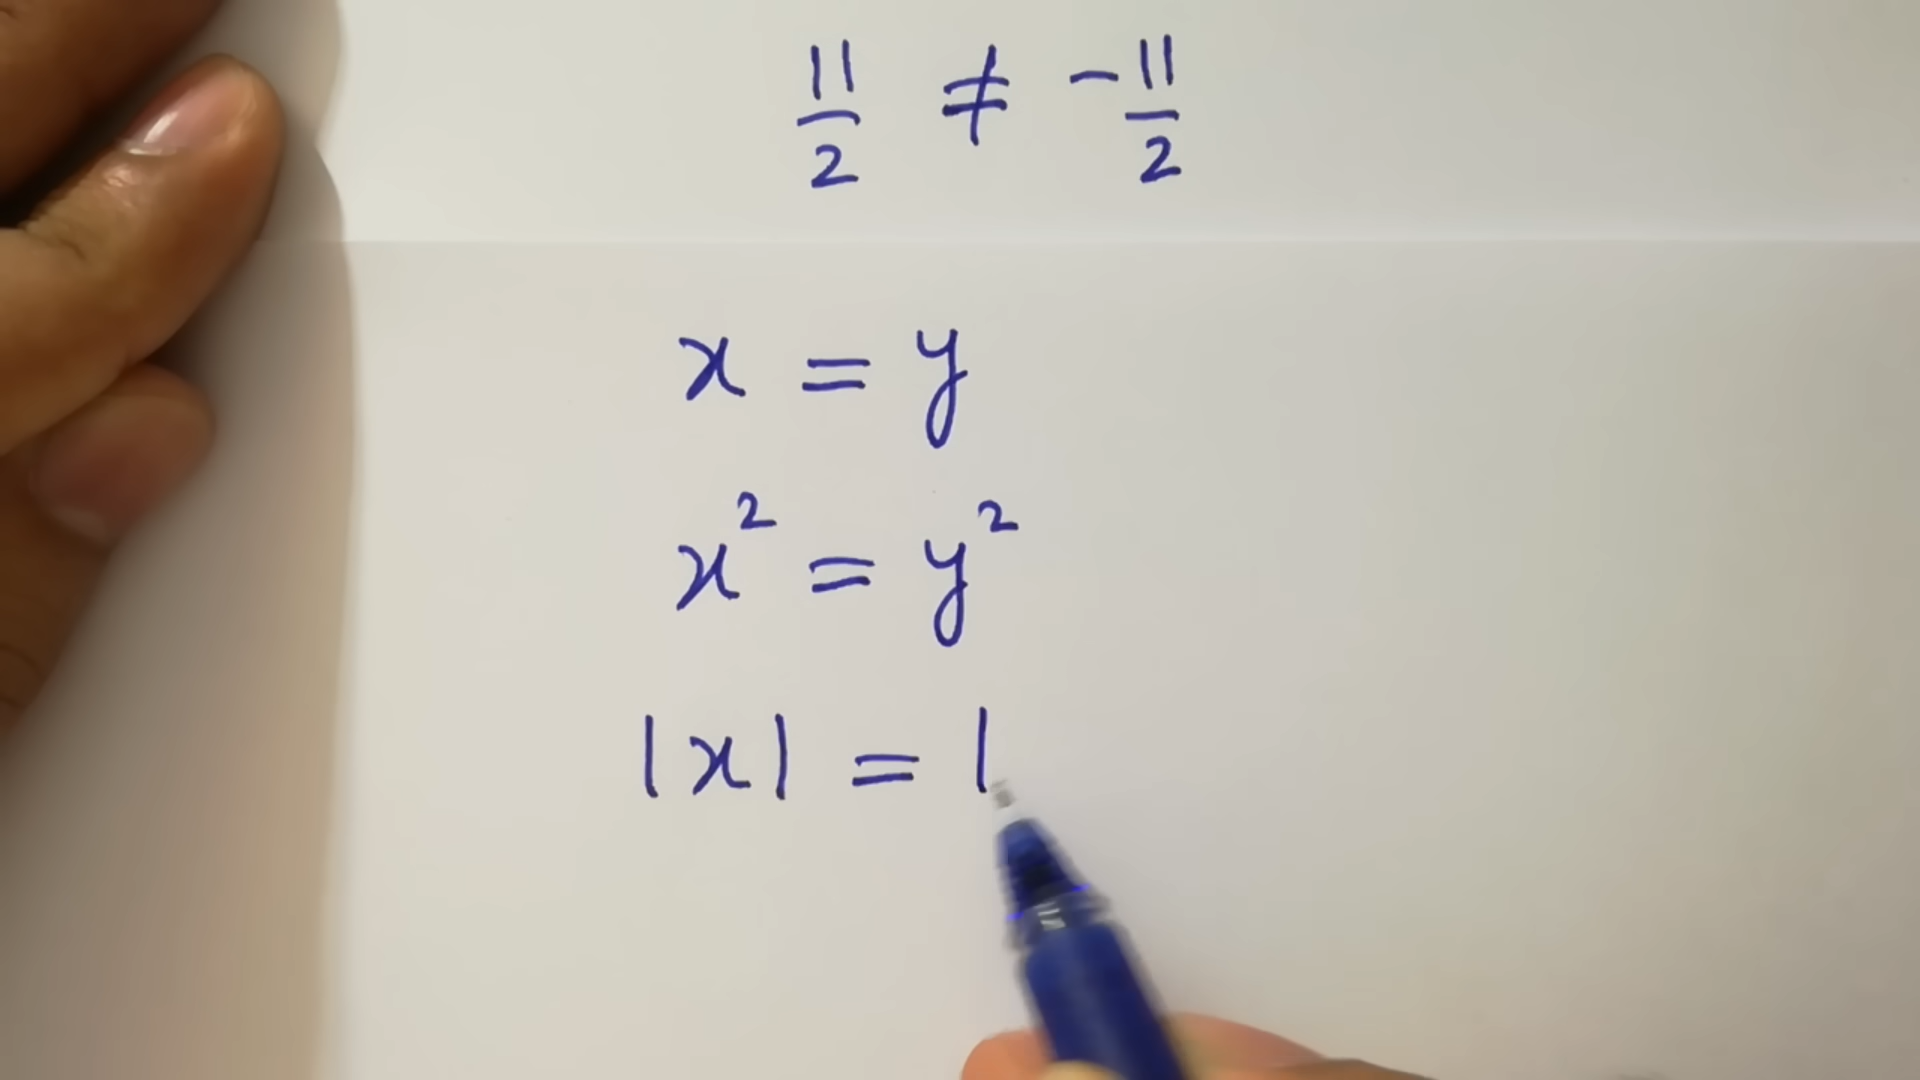 11/2 ≠ -11/2
x = y
x² = y²
|x| = |